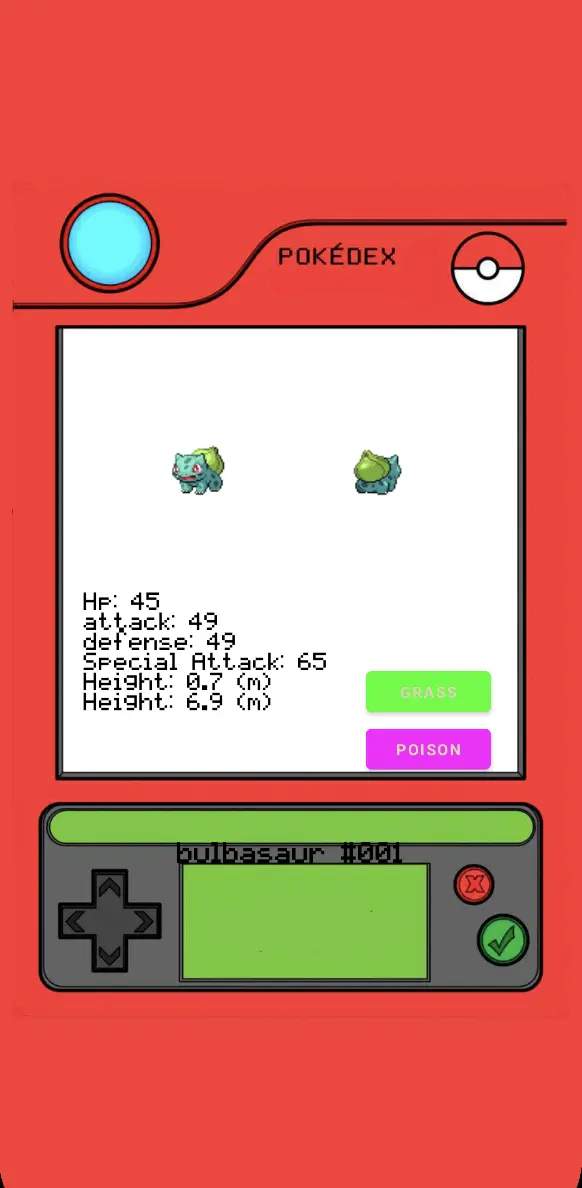 POKÉDEX
Hp: 45
attack: 49
defense: 49
Special Attack: 65
Height: 0.7 (m)
Height: 6.9 (m)
GRASS
POISON
bulbasaur #001